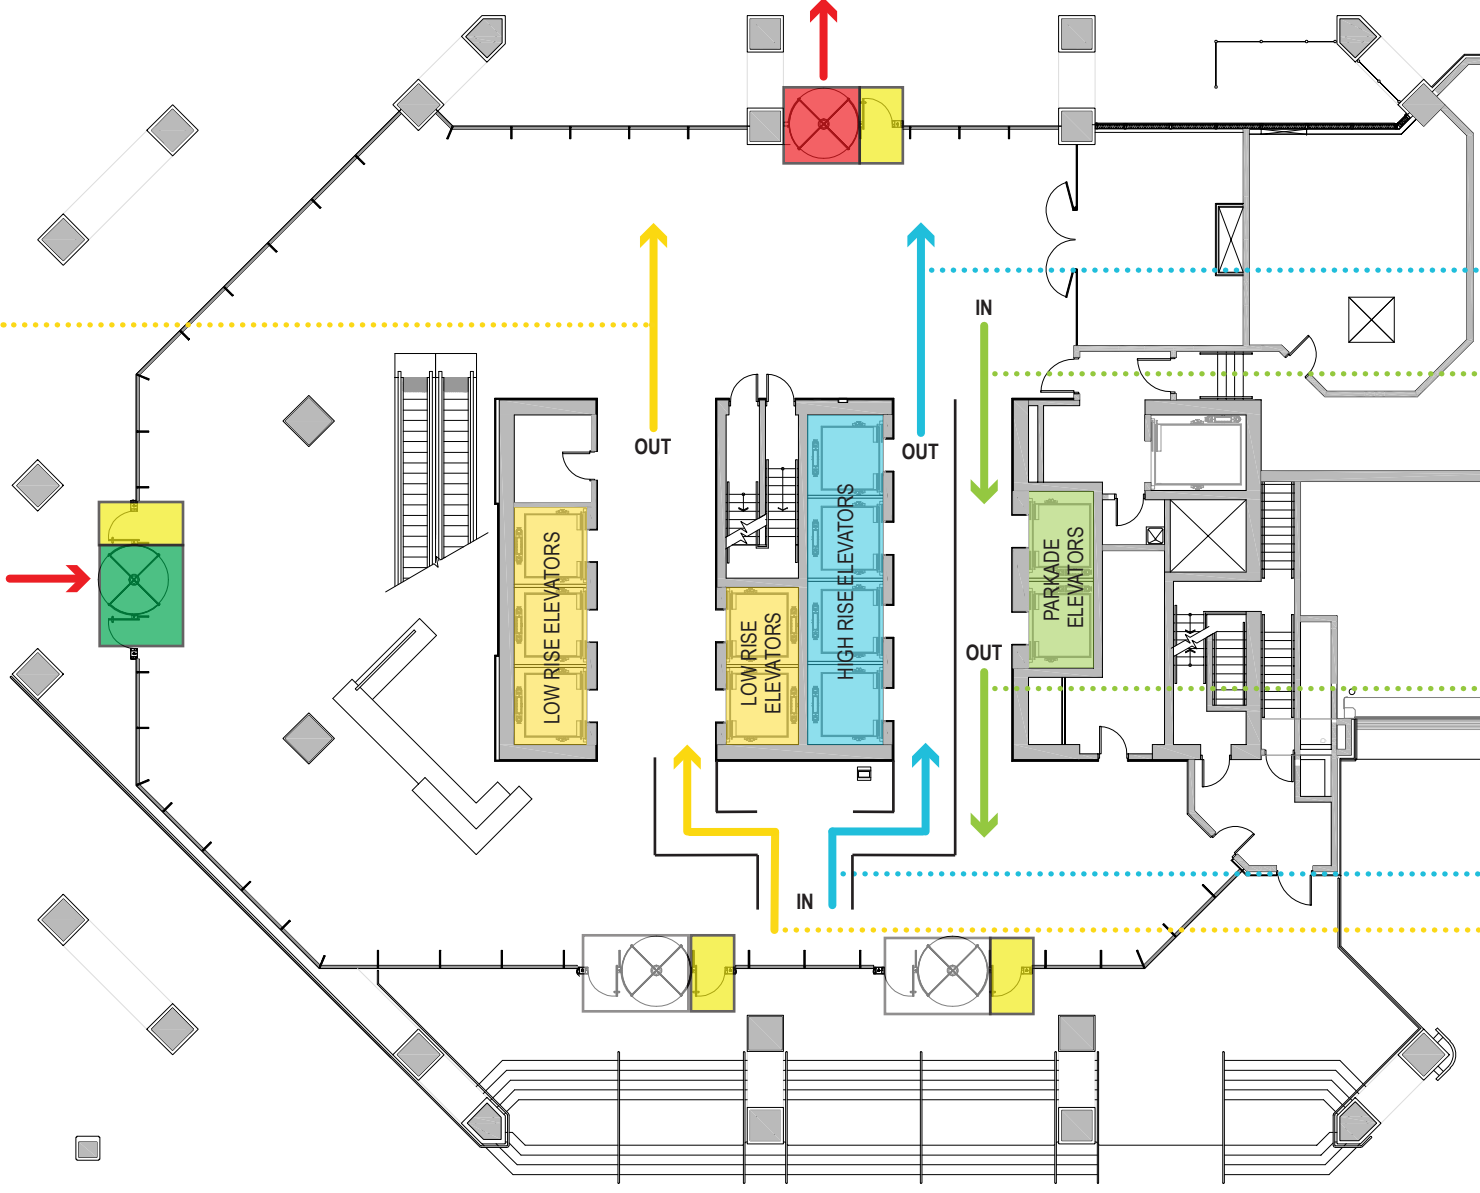 IN
OUT
OUT
LOW RISE ELEVATORS
LOW RISE
ELEVATORS
HIGH RISE ELEVATORS
PARKADE
ELEVATORS
OUT
IN